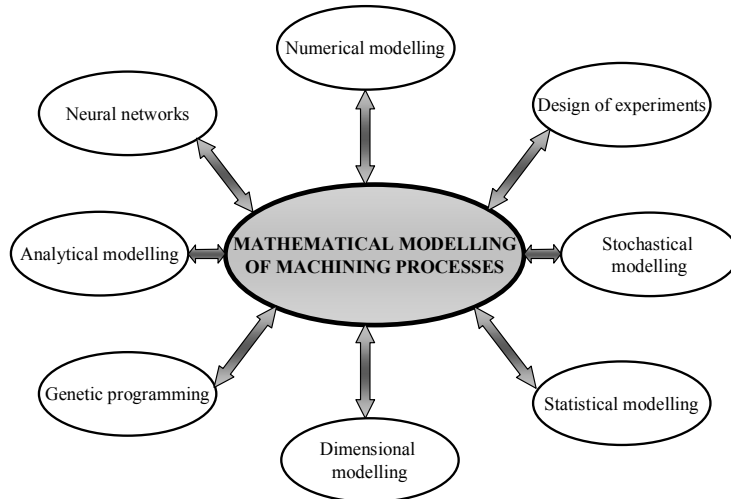 Numerical modelling
Neural networks
Design of experiments
MATHEMATICAL MODELLING
OF MACHINING PROCESSES
Analytical modelling
Stochastical
modelling
Genetic programming
Statistical modelling
Dimensional
modelling